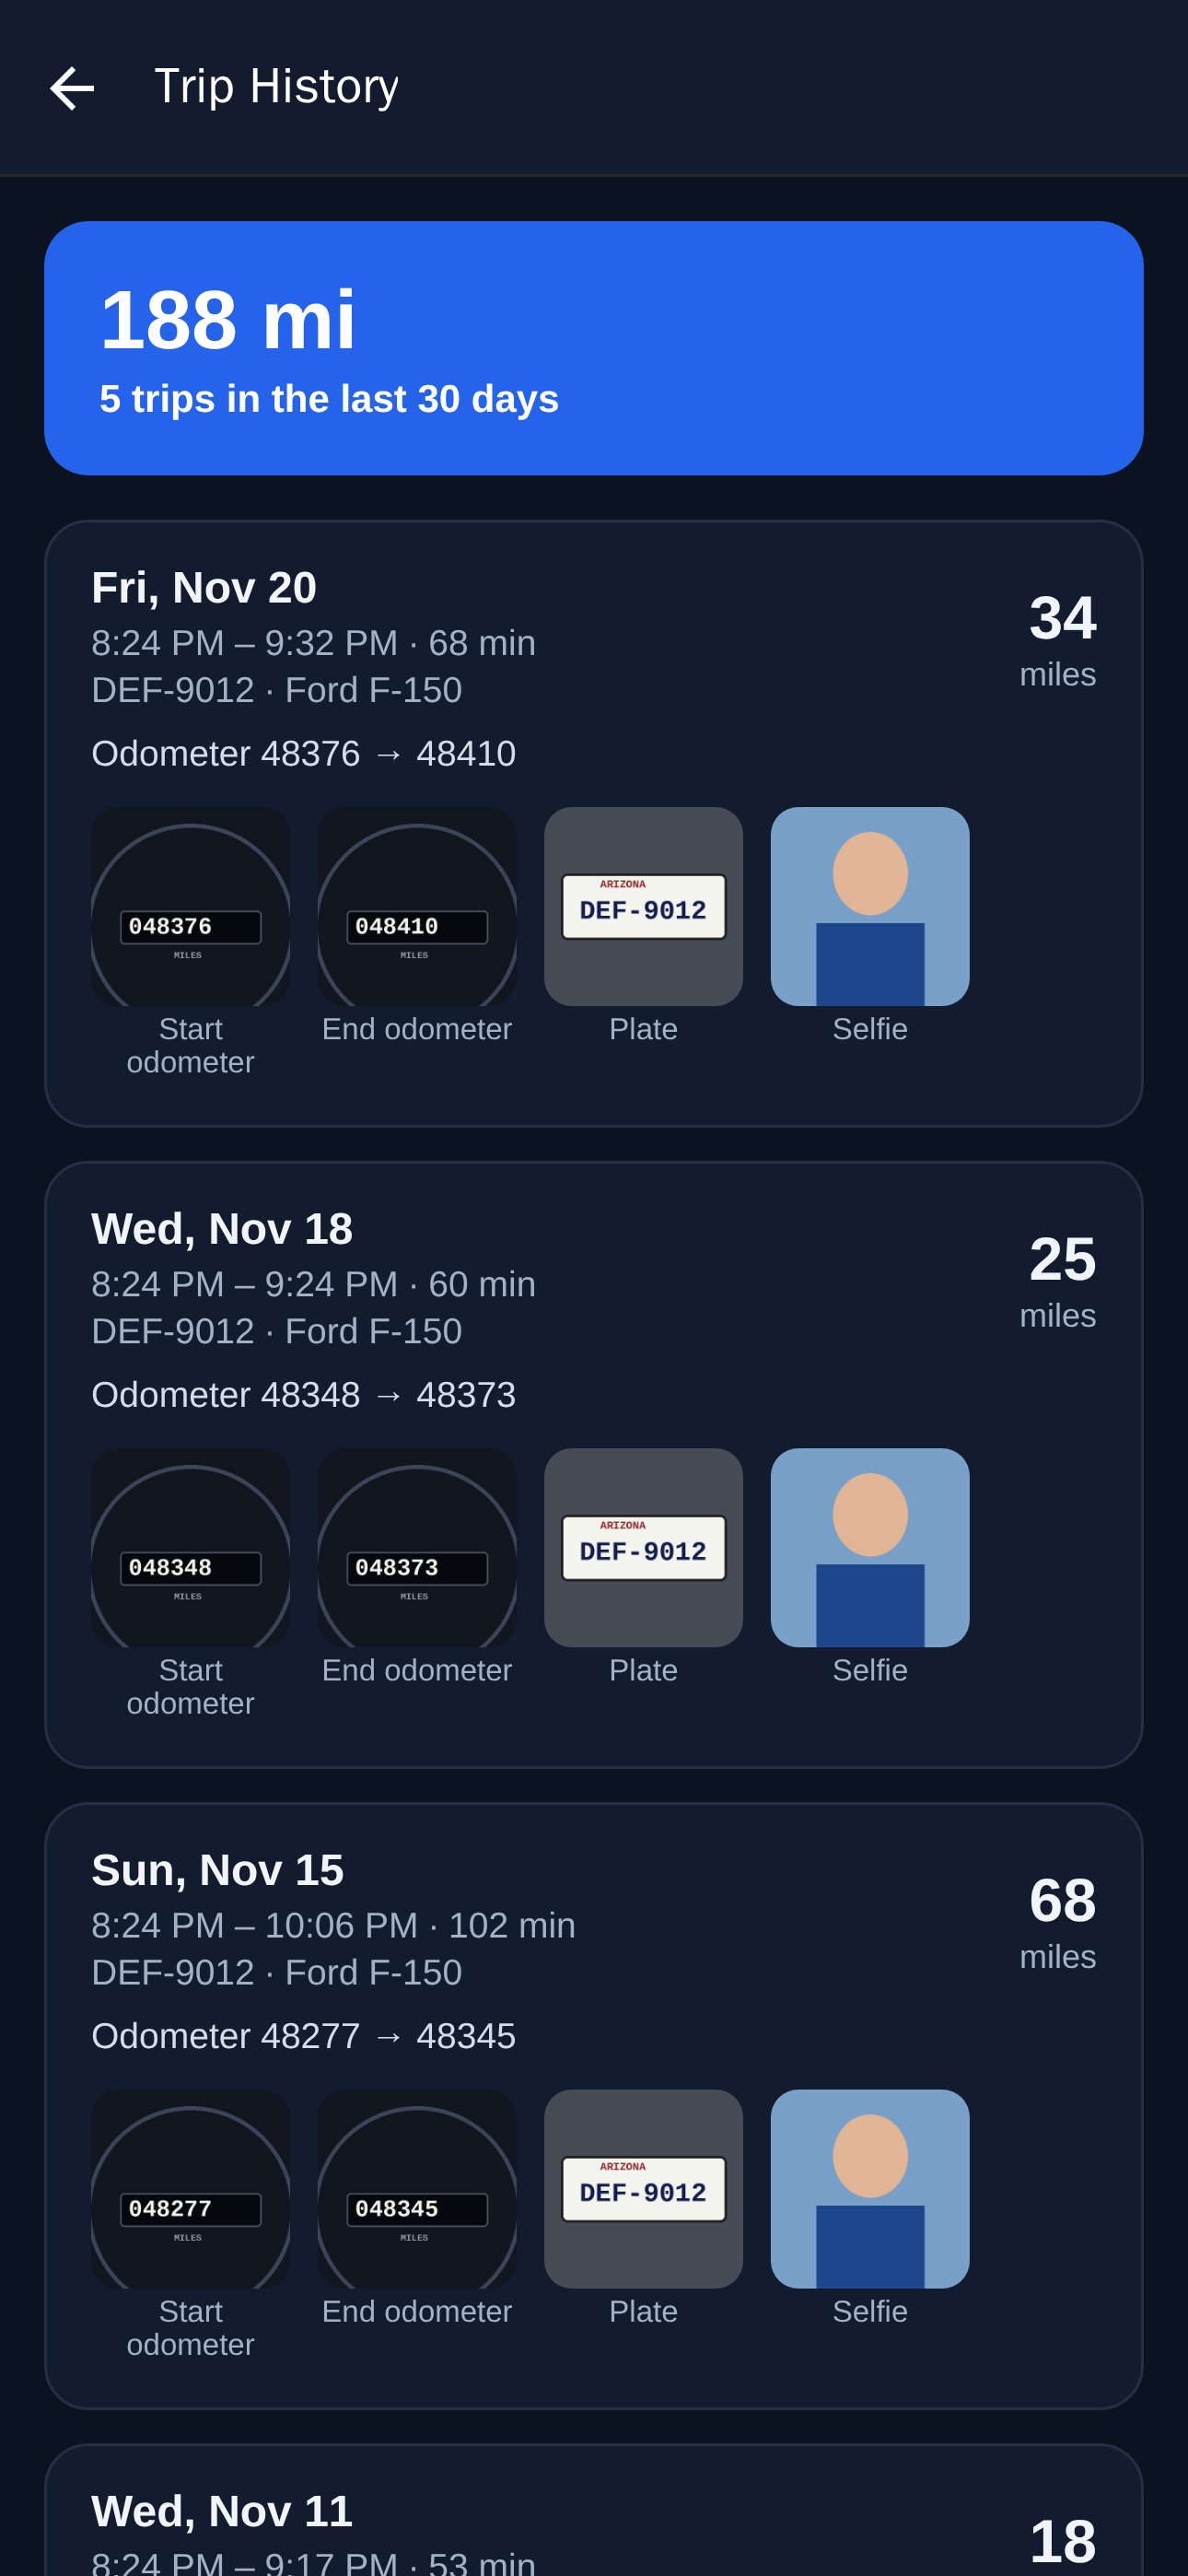 Trip History
188 mi
5 trips in the last 30 days
Fri, Nov 20
8:24 PM – 9:32 PM · 68 min
DEF-9012 · Ford F-150
34
miles
Odometer 48376 → 48410
048376
MILES
048410
MILES
ARIZONA
DEF-9012
Start
odometer
End odometer
Plate
Selfie
Wed, Nov 18
8:24 PM – 9:24 PM · 60 min
DEF-9012 · Ford F-150
25
miles
Odometer 48348 → 48373
048348
MILES
048373
MILES
ARIZONA
DEF-9012
Start
odometer
End odometer
Plate
Selfie
Sun, Nov 15
8:24 PM – 10:06 PM · 102 min
DEF-9012 · Ford F-150
68
miles
Odometer 48277 → 48345
048277
MILES
048345
MILES
ARIZONA
DEF-9012
Start
odometer
End odometer
Plate
Selfie
Wed, Nov 11
8:24 PM – 9:17 PM · 53 min
18